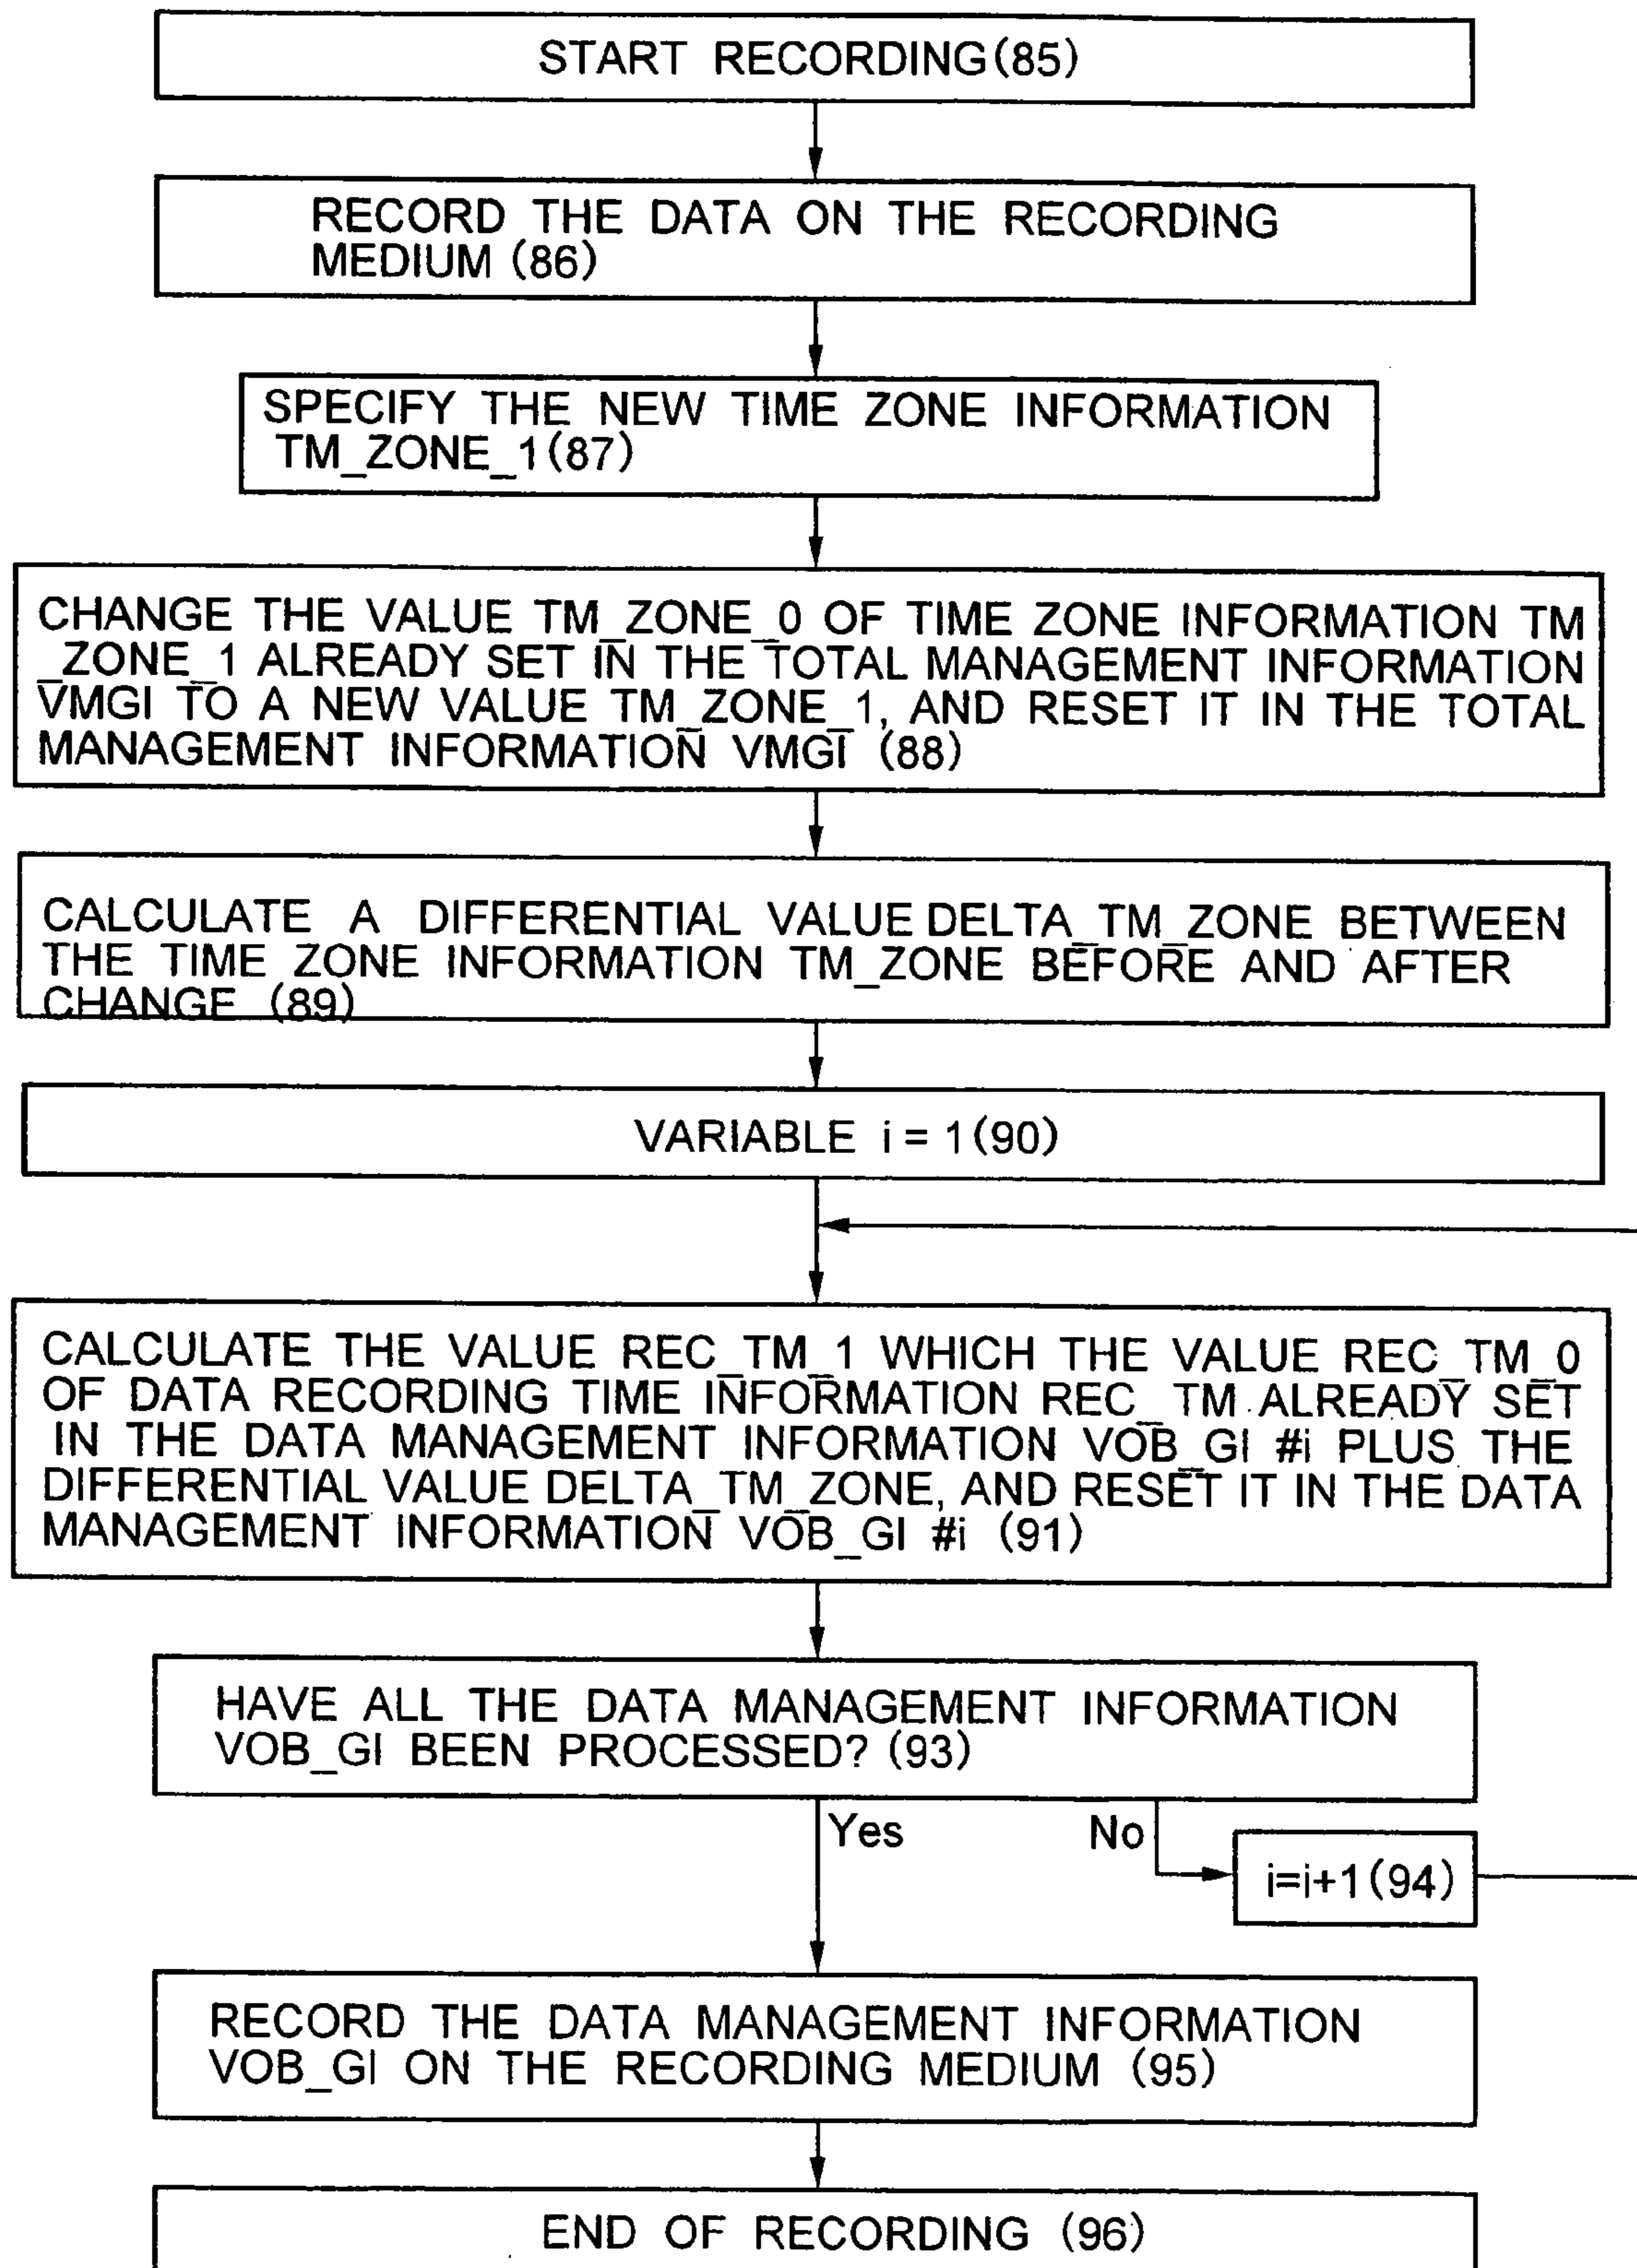 START RECORDING(85)
RECORD THE DATA ON THE RECORDING
MEDIUM (86)
SPECIFY THE NEW TIME ZONE INFORMATION
TM_ZONE_1(87)
CHANGE THE VALUE TM_ZONE_0 OF TIME ZONE INFORMATION TM
_ZONE_1 ALREADY SET IN THE TOTAL MANAGEMENT INFORMATION
VMGI TO A NEW VALUE TM_ZONE_1, AND RESET IT IN THE TOTAL
MANAGEMENT INFORMATION VMGI (88)
CALCULATE A DIFFERENTIAL VALUE DELTA_TM_ZONE BETWEEN
THE TIME ZONE INFORMATION TM_ZONE BEFORE AND AFTER
CHANGE (89)
VARIABLE i = 1(90)
CALCULATE THE VALUE REC_TM_1 WHICH THE VALUE REC_TM_0
OF DATA RECORDING TIME INFORMATION REC_TM ALREADY SET
IN THE DATA MANAGEMENT INFORMATION VOB_GI #i PLUS THE
DIFFERENTIAL VALUE DELTA_TM_ZONE, AND RESET IT IN THE DATA
MANAGEMENT INFORMATION VOB_GI #i (91)
HAVE ALL THE DATA MANAGEMENT INFORMATION
VOB_GI BEEN PROCESSED? (93)
Yes
No
i=i+1(94)
RECORD THE DATA MANAGEMENT INFORMATION
VOB_GI ON THE RECORDING MEDIUM (95)
END OF RECORDING (96)